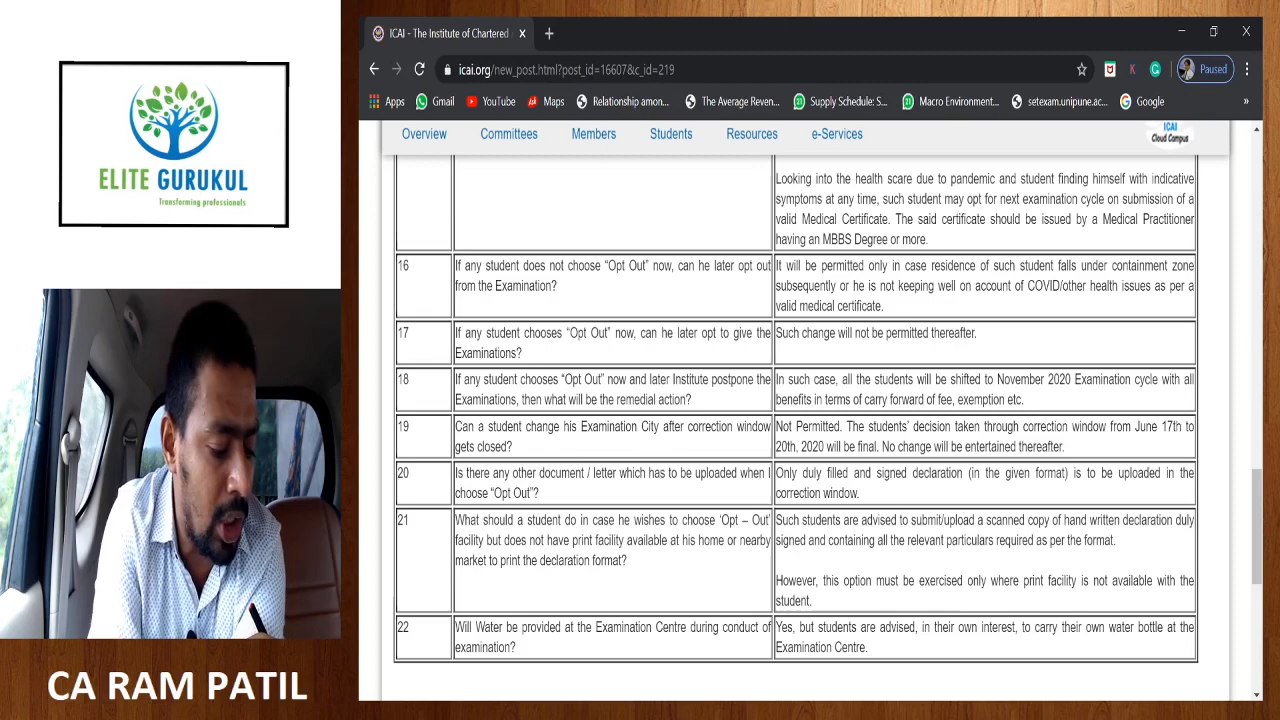 ELITE GURUKUL
Transforming professionals
CA RAM PATIL
ICAI - The Institute of Chartered
icai.org/new_post.html?post_id=16607&c_id=219
Paused
Apps
Gmail
YouTube
Maps
Relationship amon...
The Average Reven...
Supply Schedule: S...
Macro Environment...
setexam.unipune.ac...
Google
»
Overview
Committees
Members
Students
Resources
e-Services
ICAI
Cloud Campus
Looking into the health scare due to pandemic and student finding himself with indicative
symptoms at any time, such student may opt for next examination cycle on submission of a
valid Medical Certificate. The said certificate should be issued by a Medical Practitioner
having an MBBS Degree or more.
16
If any student does not choose “Opt Out” now, can he later opt out
from the Examination?
It will be permitted only in case residence of such student falls under containment zone
subsequently or he is not keeping well on account of COVID/other health issues as per a
valid medical certificate.
17
If any student chooses “Opt Out” now, can he later opt to give the
Examinations?
Such change will not be permitted thereafter.
18
If any student chooses “Opt Out” now and later Institute postpone the
Examinations, then what will be the remedial action?
In such case, all the students will be shifted to November 2020 Examination cycle with all
benefits in terms of carry forward of fee, exemption etc.
19
Can a student change his Examination City after correction window
gets closed?
Not Permitted. The students’ decision taken through correction window from June 17th to
20th, 2020 will be final. No change will be entertained thereafter.
20
Is there any other document / letter which has to be uploaded when I
choose “Opt Out”?
Only duly filled and signed declaration (in the given format) is to be uploaded in the
correction window.
21
What should a student do in case he wishes to choose ‘Opt – Out’
facility but does not have print facility available at his home or nearby
market to print the declaration format?
Such students are advised to submit/upload a scanned copy of hand written declaration duly
signed and containing all the relevant particulars required as per the format.
However, this option must be exercised only where print facility is not available with the
student.
22
Will Water be provided at the Examination Centre during conduct of
examination?
Yes, but students are advised, in their own interest, to carry their own water bottle at the
Examination Centre.